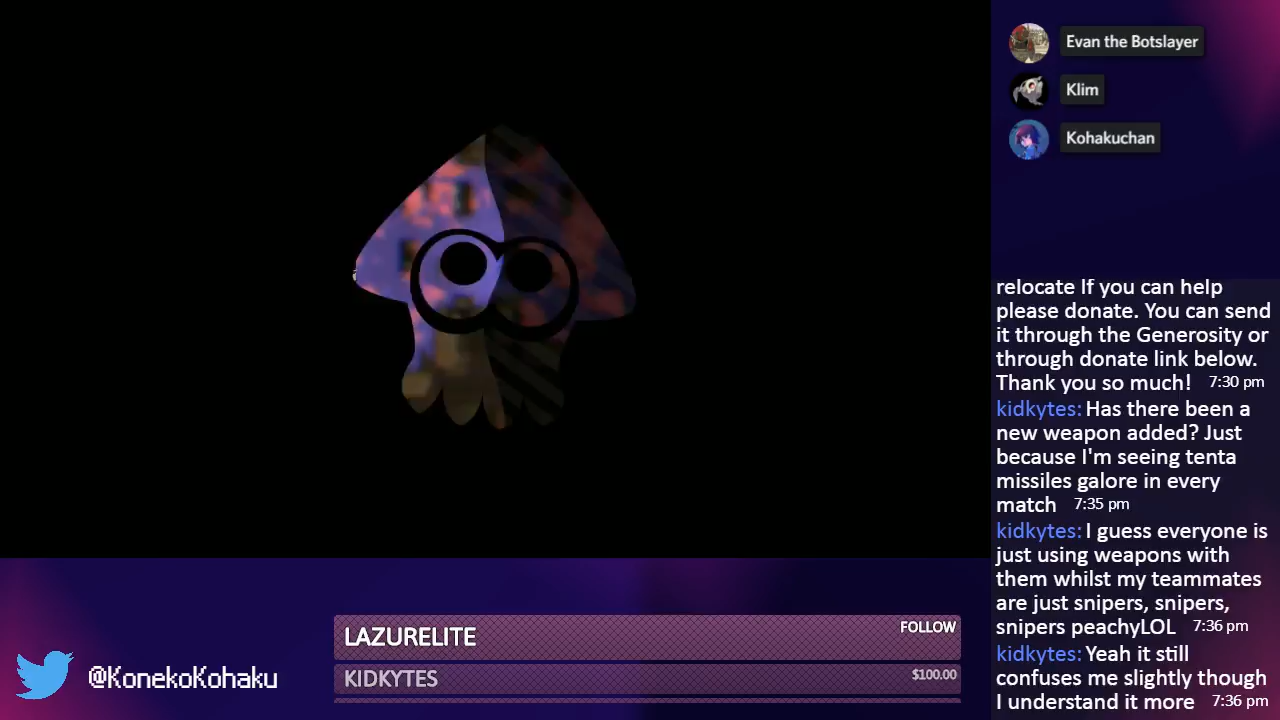 Evan the Botslayer
Klim
Kohakuchan
relocate If you can help
please donate. You can send
it through the Generosity or
through donate link below.
Thank you so much! 7:30 pm
kidkytes: Has there been a
new weapon added? Just
because I'm seeing tenta
missiles galore in every
match 7:35 pm
kidkytes: I guess everyone is
just using weapons with
them whilst my teammates
are just snipers, snipers,
snipers peachyLOL 7:36 pm
kidkytes: Yeah it still
confuses me slightly though
I understand it more 7:36 pm
LAZURELITE FOLLOW
KIDKYTES $100.00
@KonekoKohaku